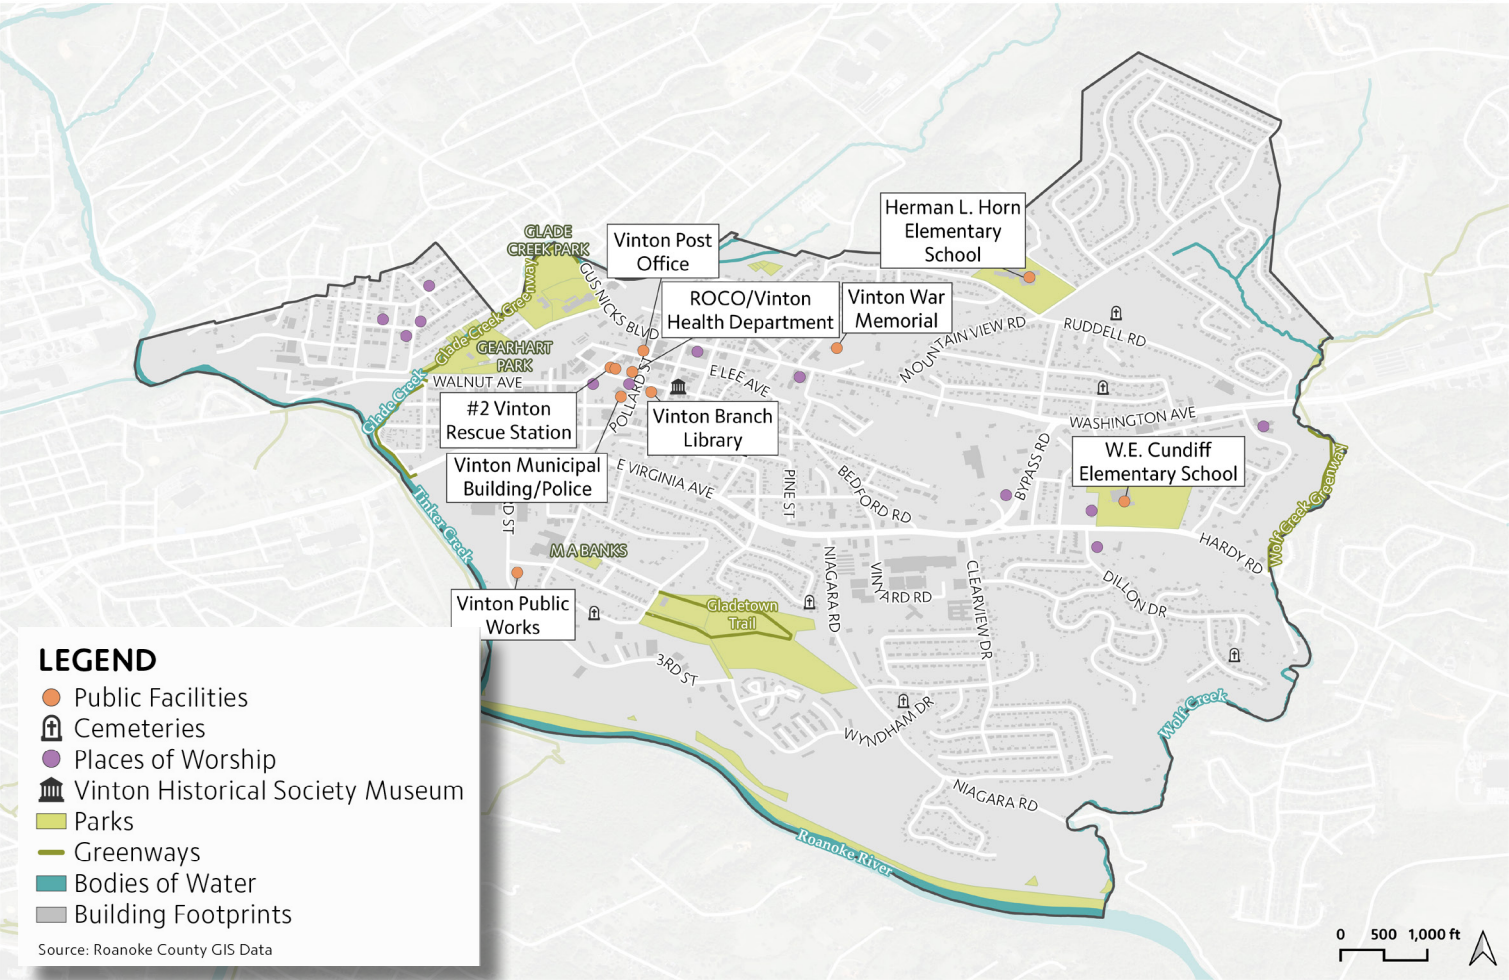 GLADE
CREEK PARK
Vinton Post
Office
Herman L. Horn
Elementary
School
GUS NICKS BLVD
ROCO/Vinton
Health Department
Vinton War
Memorial
Glade Creek Greenway
Glade Creek Greenway
GEARHART
PARK
MOUNTAIN VIEW RD
RUDDELL RD
WALNUT AVE
POLLARD ST
E LEE AVE
Glade Creek
#2 Vinton
Rescue Station
Vinton Branch
Library
WASHINGTON AVE
Vinton Municipal
Building/Police
E VIRGINIA AVE
PINE ST
BEDFORD RD
BYPASS RD
W.E. Cundiff
Elementary School
Wolf Creek Greenway
Tinker Creek
D ST
M A BANKS
HARDY RD
NIAGARA RD
VINYARD RD
CLEARVIEW DR
DILLON DR
Vinton Public
Works
Gladetown
Trail
3RD ST
WYNDHAM DR
Wolf Creek
NIAGARA RD
Roanoke River
LEGEND
Public Facilities
Cemeteries
Places of Worship
Vinton Historical Society Museum
Parks
Greenways
Bodies of Water
Building Footprints
Source: Roanoke County GIS Data
0 500 1,000 ft